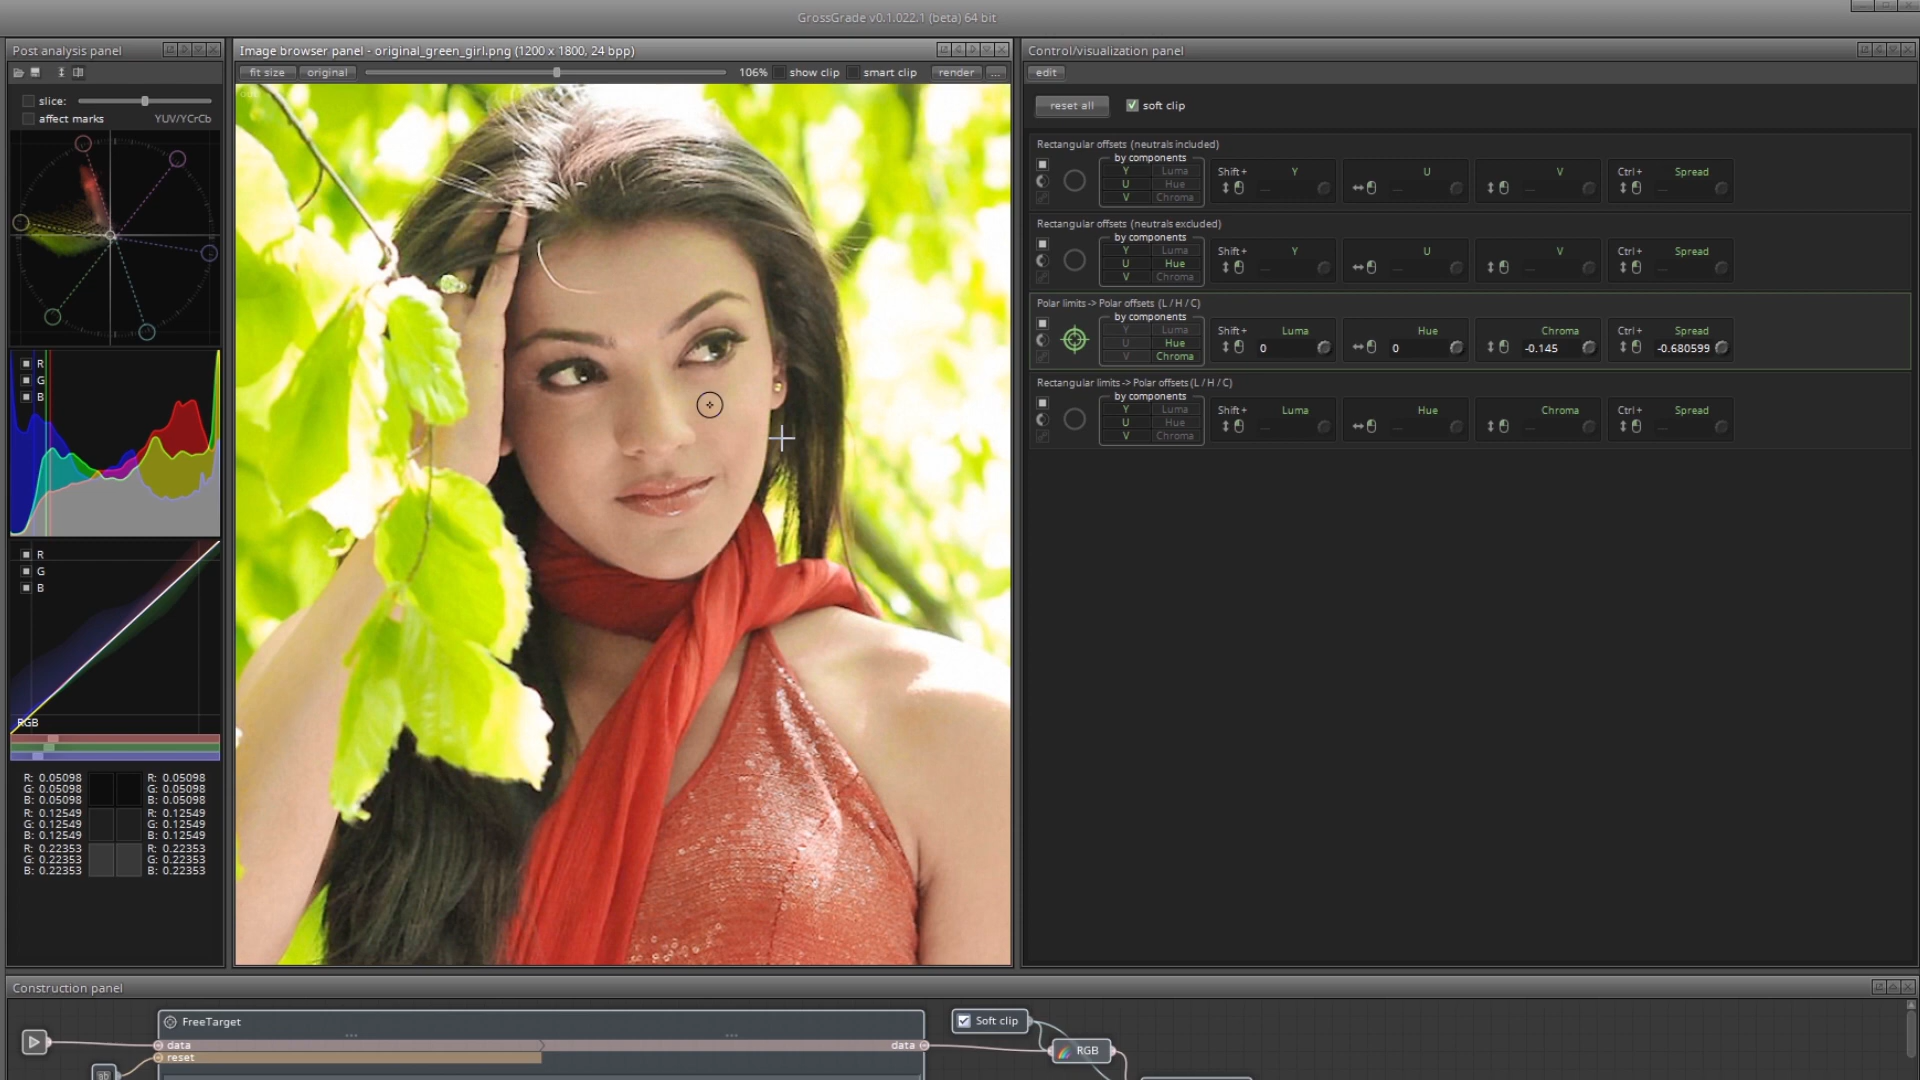 GrossGrade v0.1.022.1 (beta) 64 bit
Post analysis panel
slice:
affect marks YUV/YCrCb
R
G
B
R
G
B
RGB
R: 0.05098 R: 0.05098
G: 0.05098 G: 0.05098
B: 0.05098 B: 0.05098
R: 0.12549 R: 0.12549
G: 0.12549 G: 0.12549
B: 0.12549 B: 0.12549
R: 0.22353 R: 0.22353
G: 0.22353 G: 0.22353
B: 0.22353 B: 0.22353
Image browser panel - original_green_girl.png (1200 x 1800, 24 bpp)
fit size original 106% show clip smart clip render ...
Control/visualization panel
edit
reset all soft clip
Rectangular offsets (neutrals included)
by components
Y Luma
U Hue
V Chroma
Shift+ Y U V Ctrl+ Spread
Rectangular offsets (neutrals excluded)
by components
Y Luma
U Hue
V Chroma
Shift+ Y U V Ctrl+ Spread
Polar limits -> Polar offsets (L / H / C)
by components
Y Luma
U Hue
V Chroma
Shift+ Luma Hue Chroma Ctrl+ Spread
0 0 -0.145 -0.680599
Rectangular limits -> Polar offsets (L / H / C)
by components
Y Luma
U Hue
V Chroma
Shift+ Luma Hue Chroma Ctrl+ Spread
Construction panel
FreeTarget
data data
reset
ab
Soft clip
RGB